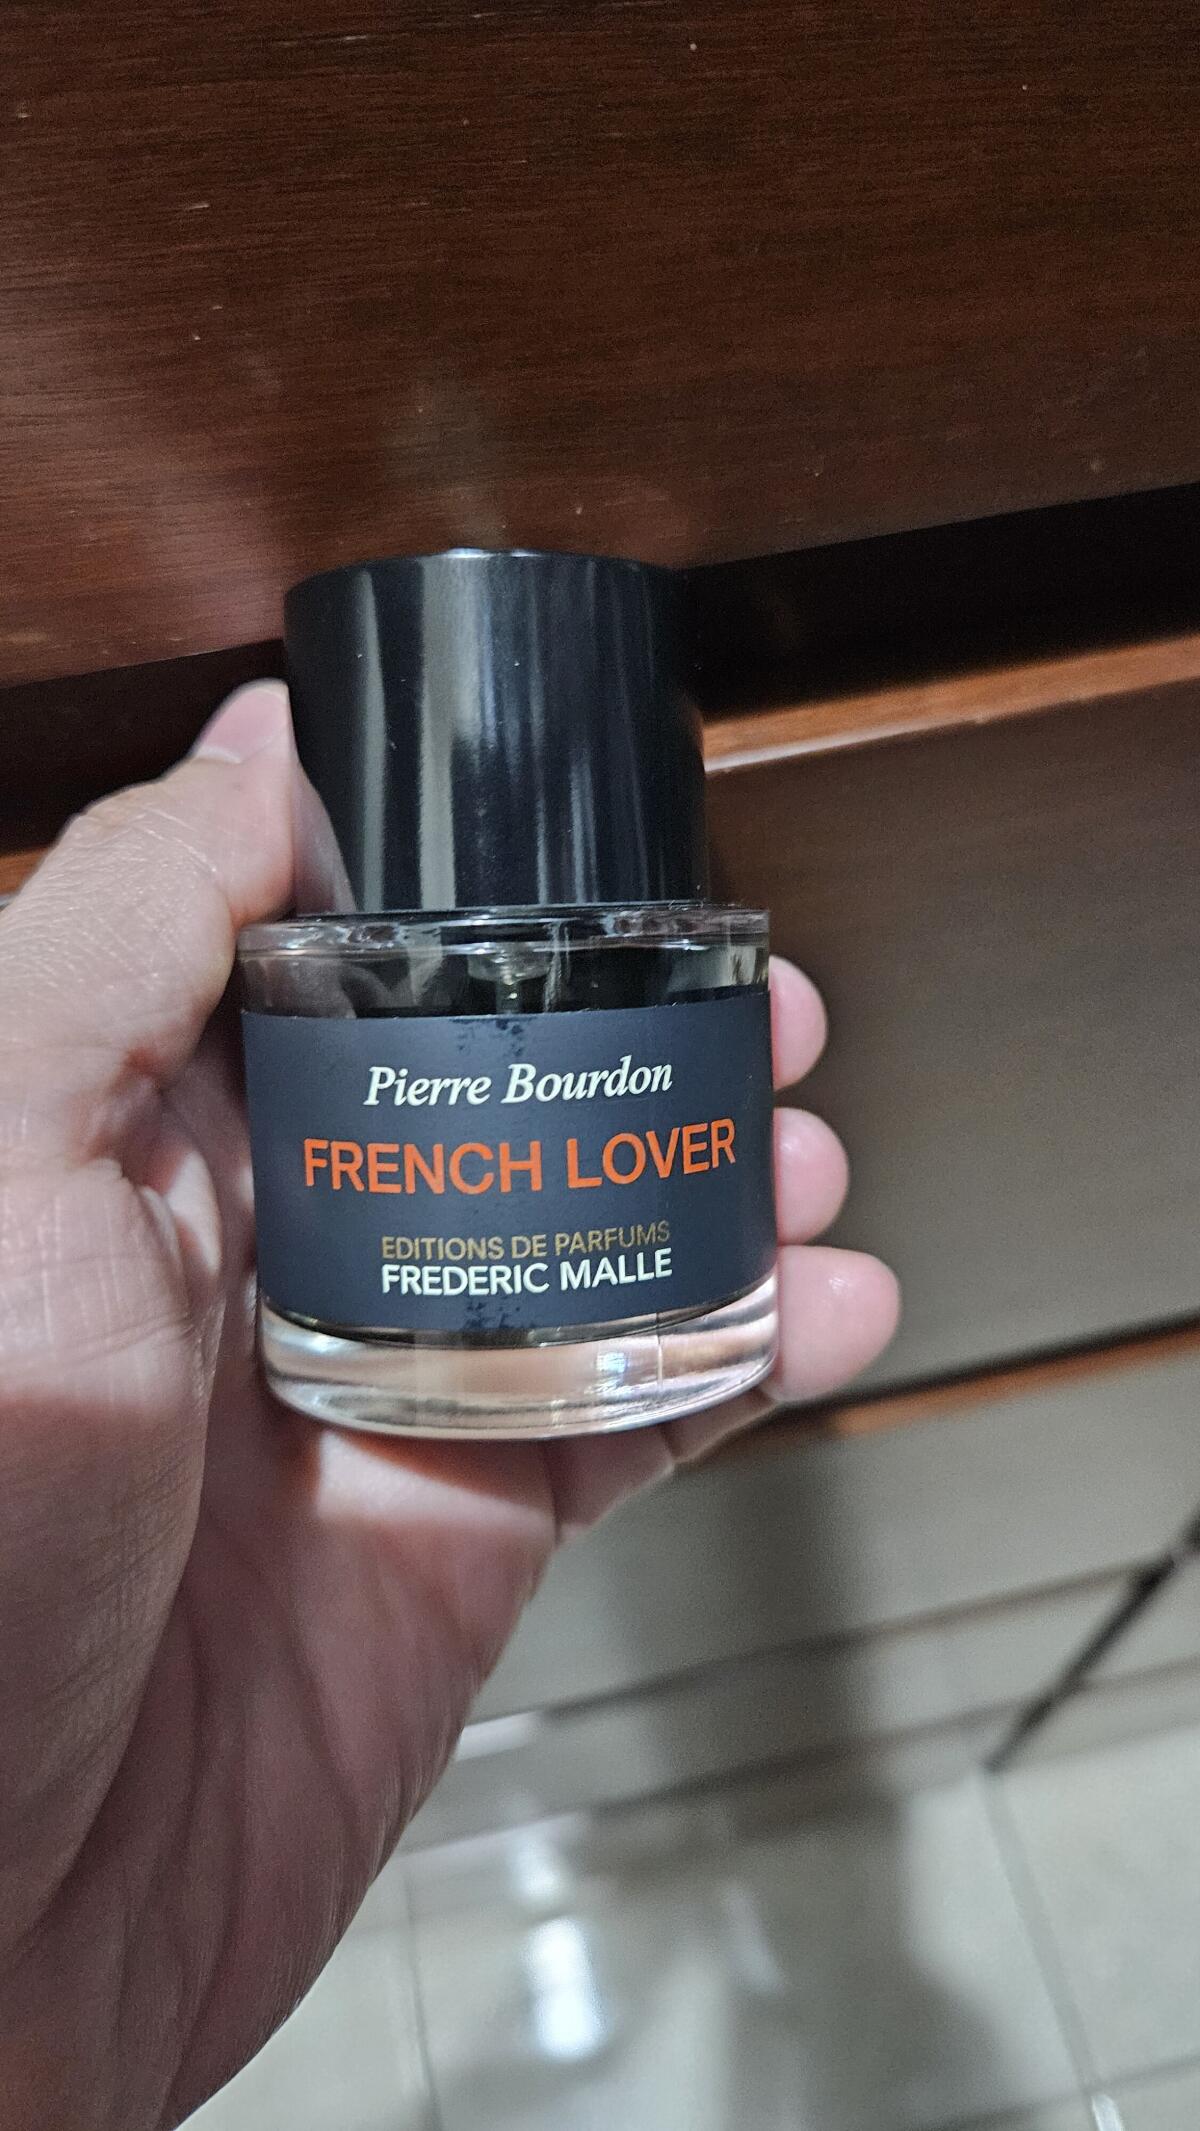 Pierre Bourdon
FRENCH LOVER
EDITIONS DE PARFUMS
FREDERIC MALLE